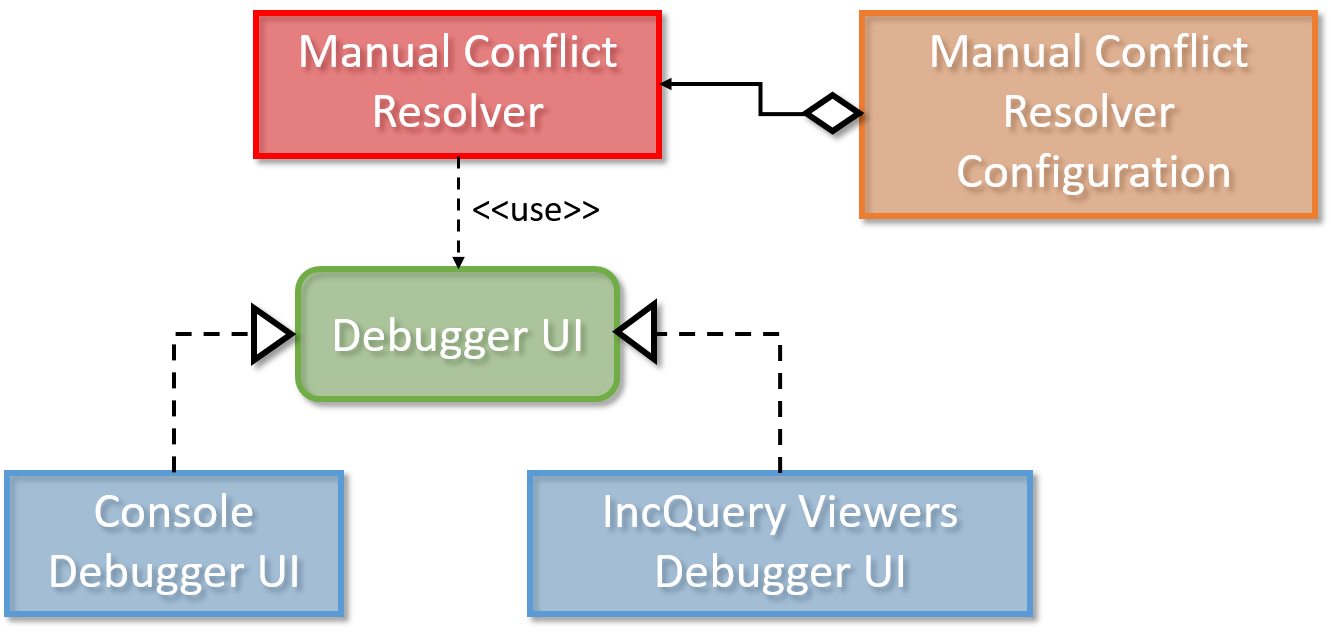 Manual Conflict
Resolver
Manual Conflict
Resolver
Configuration
<<use>>
Debugger UI
Console
Debugger UI
IncQuery Viewers
Debugger UI